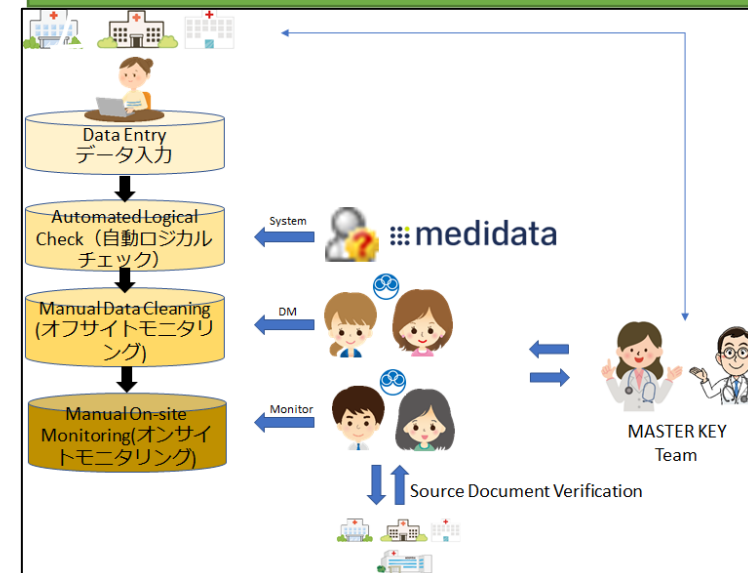 Data Entry
データ入力
Automated Logical
Check（自動ロジカル
チェック）
System
medidata
Manual Data Cleaning
(オフサイトモニタリ
ング)
DM
Manual On-site
Monitoring(オンサイ
トモニタリング)
Monitor
MASTER KEY
Team
Source Document Verification